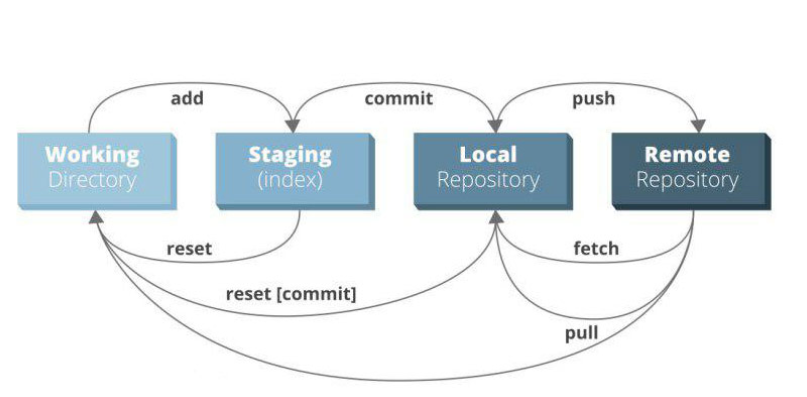 add
commit
push
Working
Directory
Staging
(index)
Local
Repository
Remote
Repository
reset
fetch
reset [commit]
pull